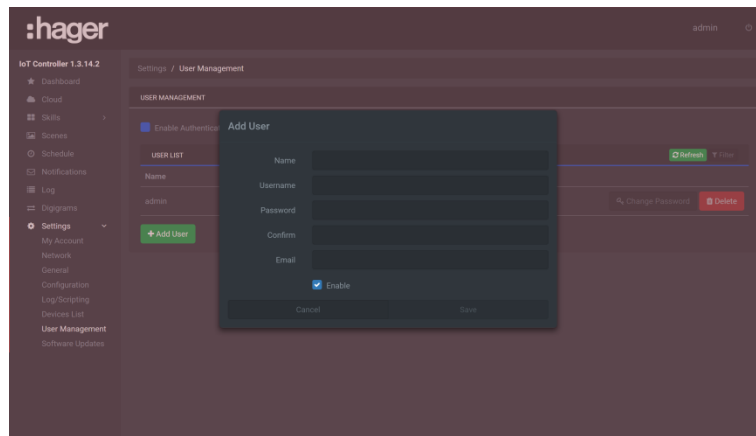 :hager
admin
IoT Controller 1.3.14.2
Dashboard
Cloud
Skills
Scenes
Schedule
Notifications
Log
Digigrams
Settings
My Account
Network
General
Configuration
Log/Scripting
Devices List
User Management
Software Updates
Settings / User Management
USER MANAGEMENT
Enable Authentica
USER LIST
Refresh
Filter
Name
admin
Change Password
Delete
+ Add User
Add User
Name
Username
Password
Confirm
Email
Enable
Cancel
Save